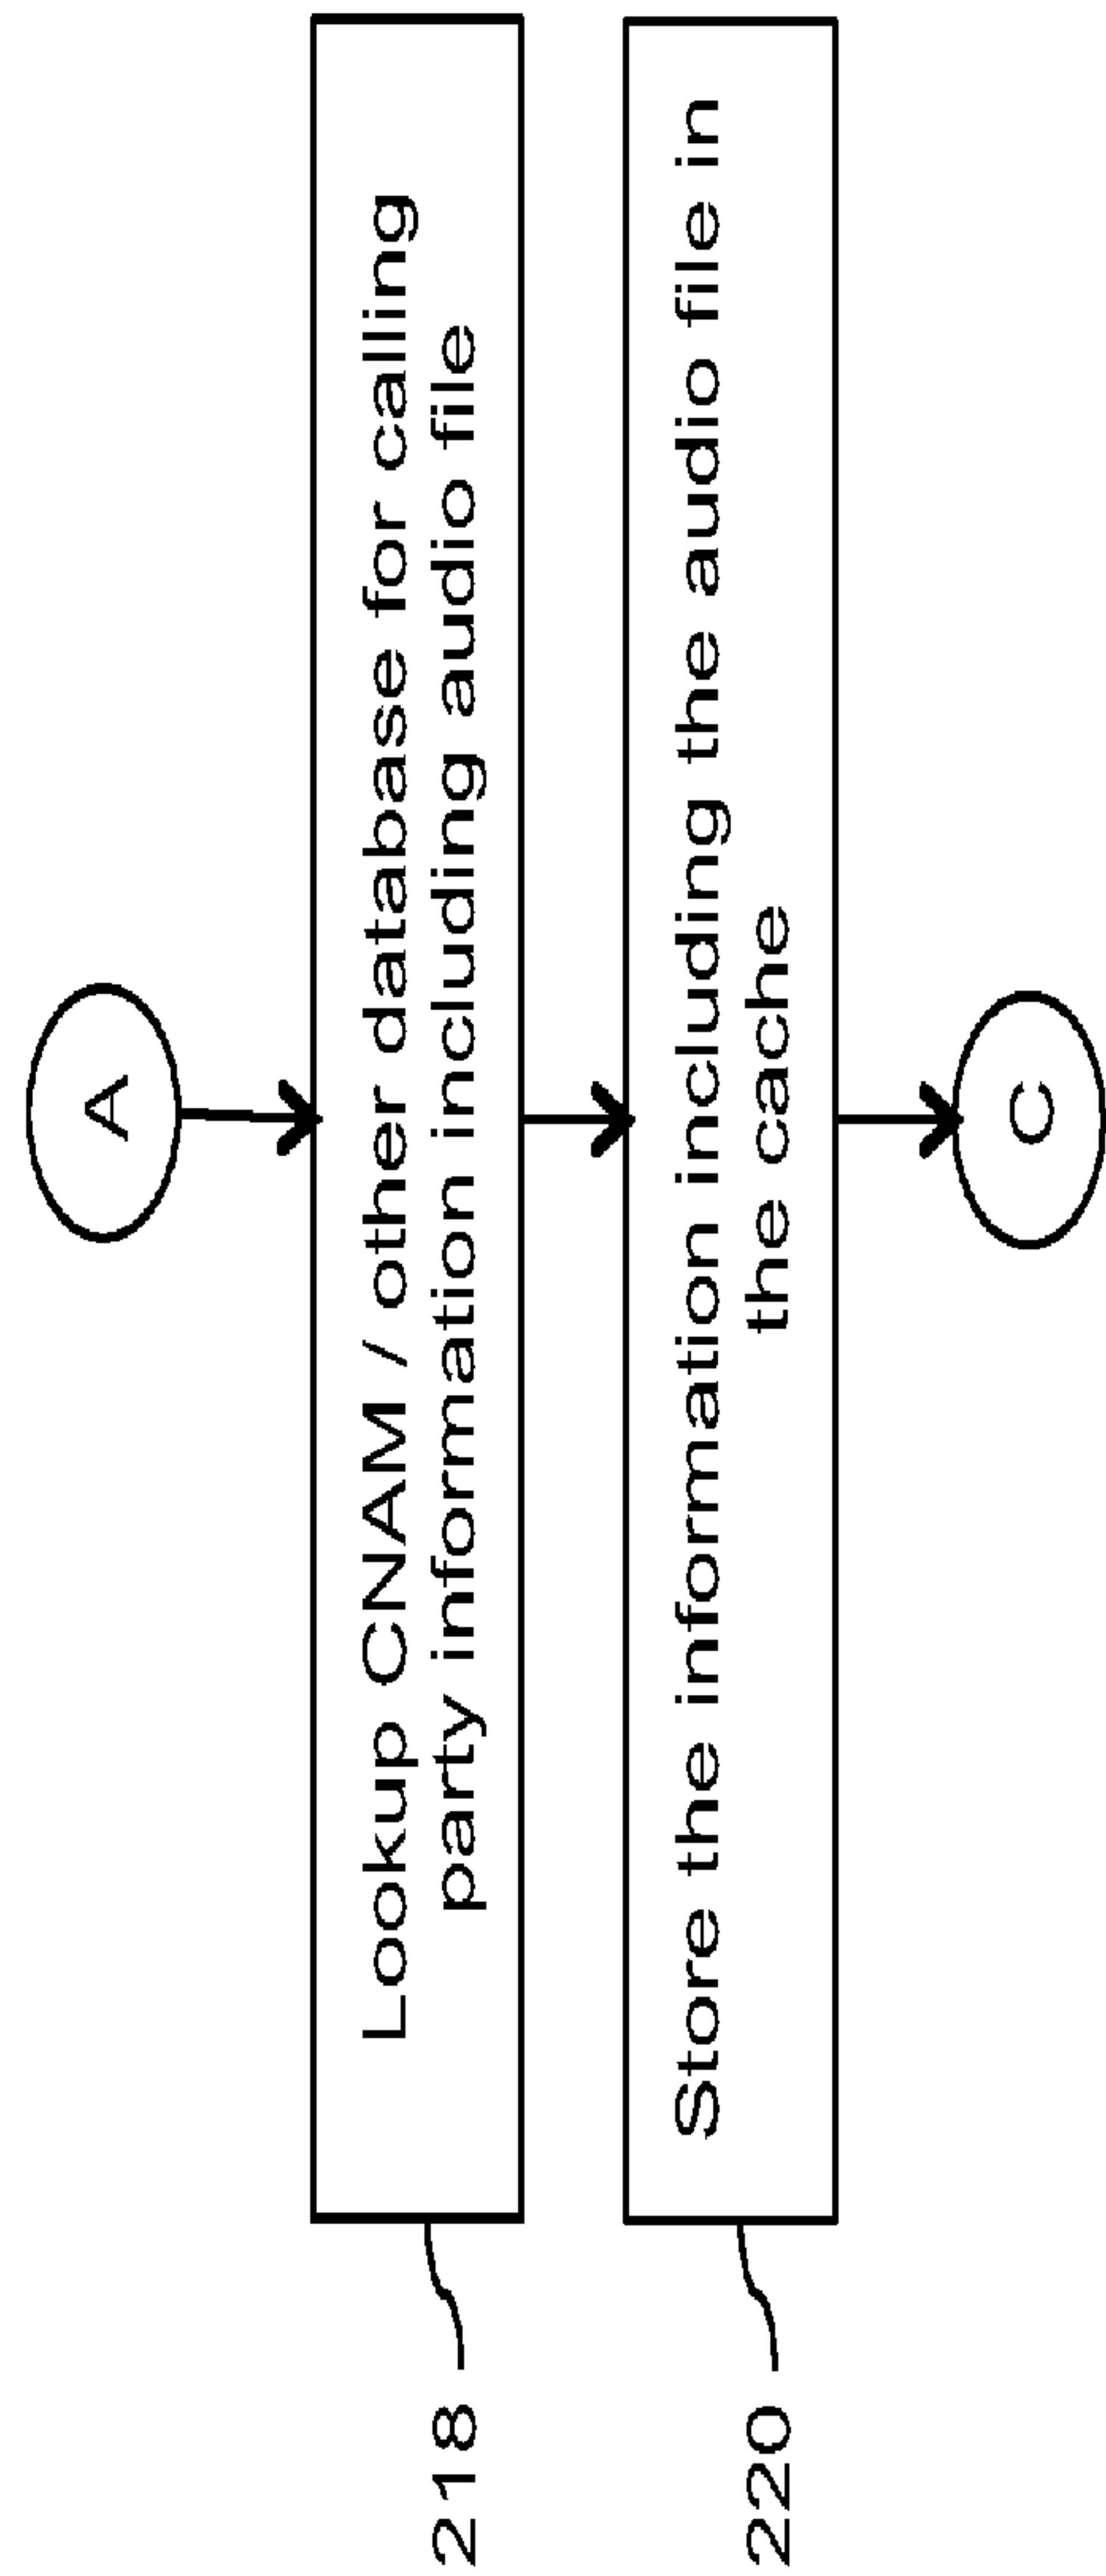 A
Lookup CNAM / other database for calling
party information including audio file
218
Store the information including the audio file in
the cache
220
C